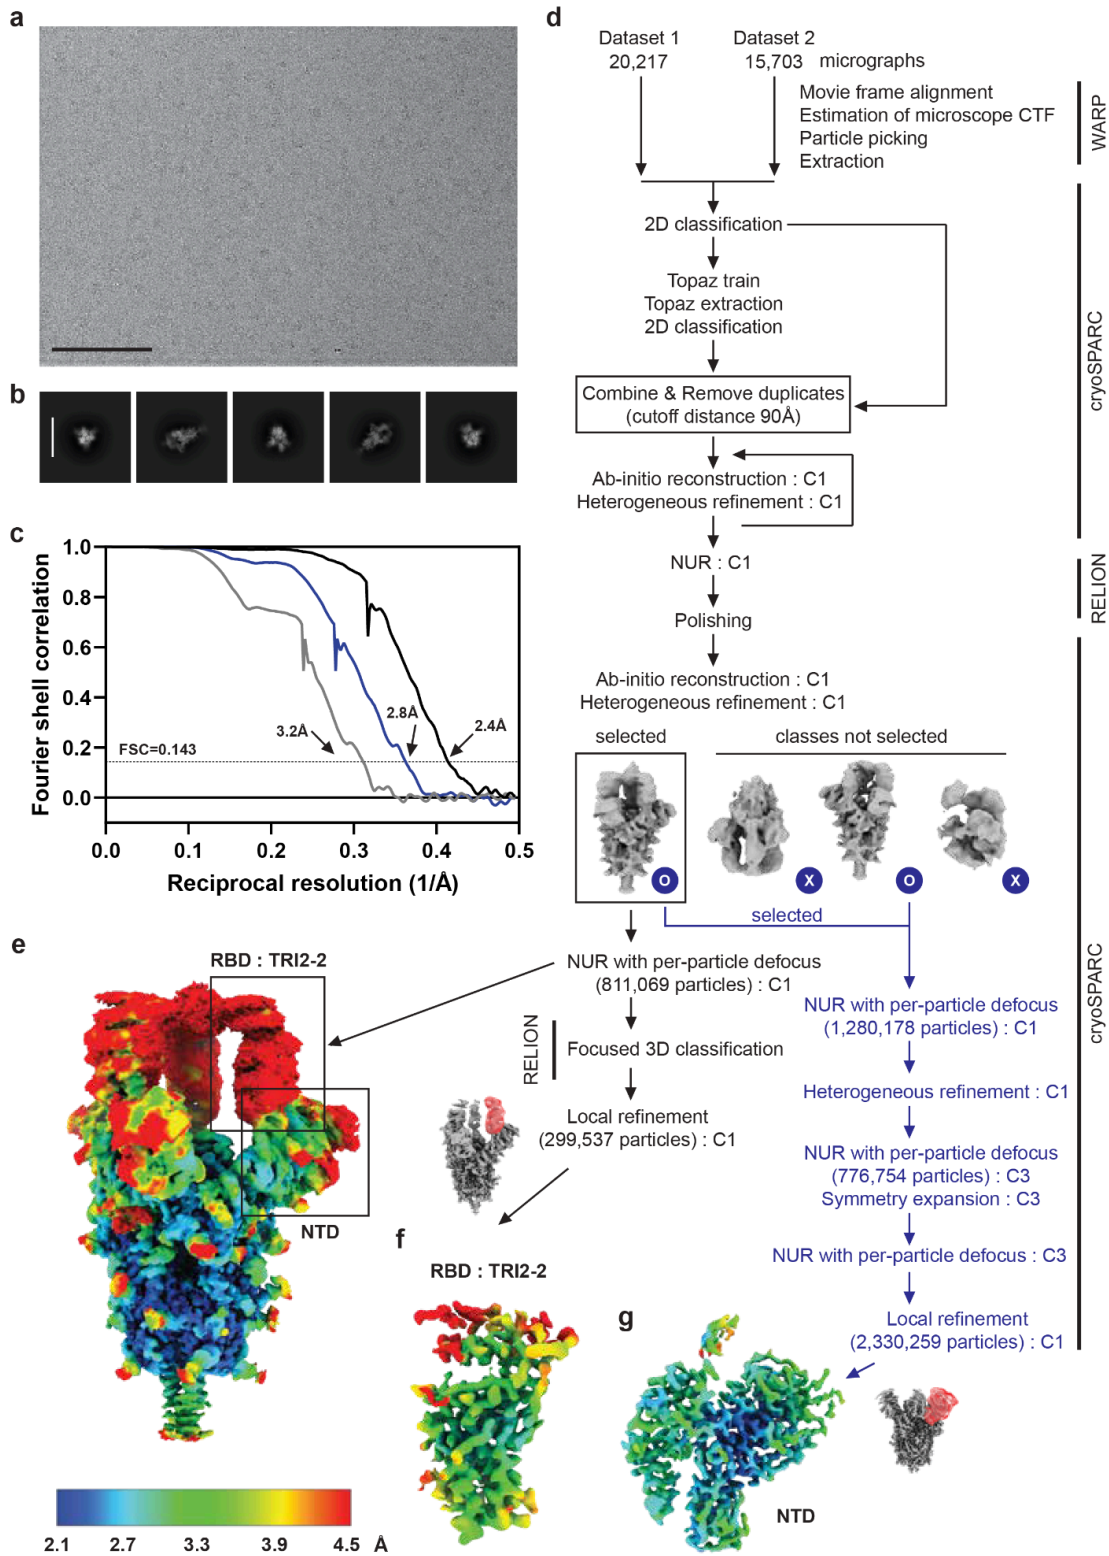 a
b
c
1.0
0.8
0.6
0.4
0.2
0.0
Fourier shell correlation
FSC=0.143
3.2Å
2.8Å
2.4Å
0.0
0.1
0.2
0.3
0.4
0.5
Reciprocal resolution (1/Å)
d
Dataset 1
20,217
Dataset 2
15,703
micrographs
Movie frame alignment
Estimation of microscope CTF
Particle picking
Extraction
WARP
2D classification
Topaz train
Topaz extraction
2D classification
Combine & Remove duplicates
(cutoff distance 90Å)
Ab-initio reconstruction : C1
Heterogeneous refinement : C1
cryoSPARC
NUR : C1
Polishing
RELION
Ab-initio reconstruction : C1
Heterogeneous refinement : C1
selected
classes not selected
O
X
O
X
selected
NUR with per-particle defocus
(811,069 particles) : C1
RELION
Focused 3D classification
Local refinement
(299,537 particles) : C1
NUR with per-particle defocus
(1,280,178 particles) : C1
Heterogeneous refinement : C1
NUR with per-particle defocus
(776,754 particles) : C3
Symmetry expansion : C3
NUR with per-particle defocus : C3
Local refinement
(2,330,259 particles) : C1
cryoSPARC
e
RBD : TRI2-2
NTD
2.1
2.7
3.3
3.9
4.5
Å
f
RBD : TRI2-2
g
NTD